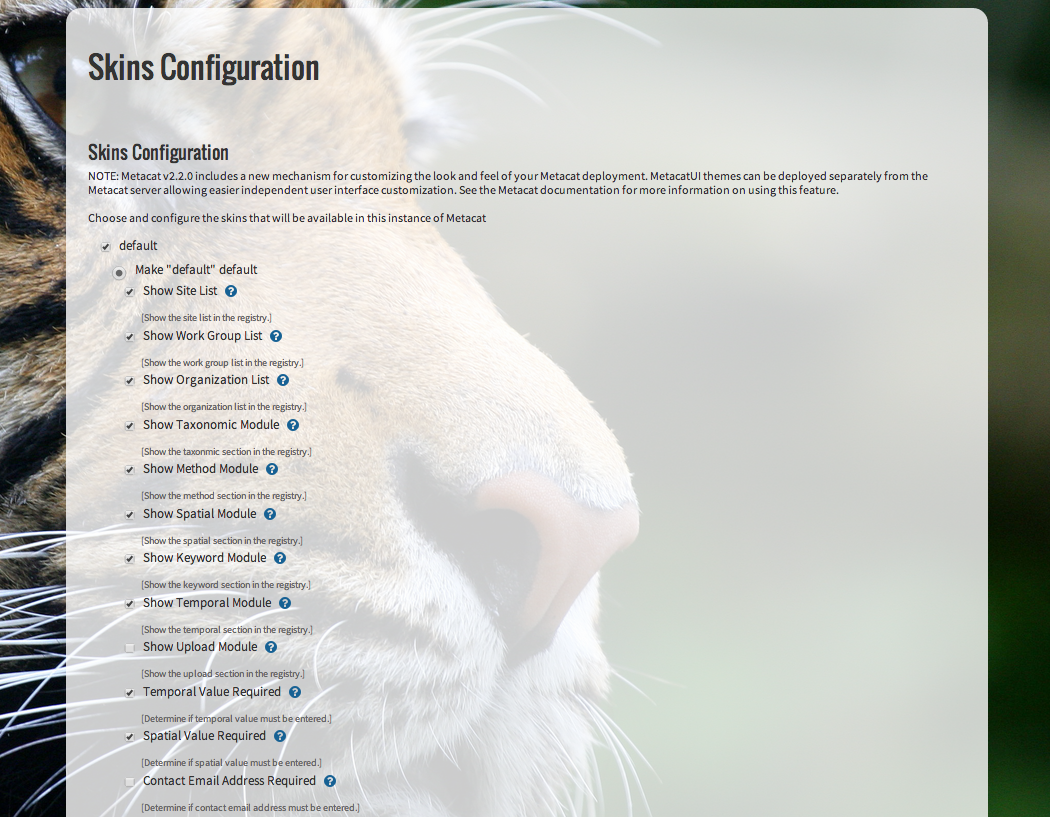 Skins Configuration
Skins Configuration
NOTE: Metacat v2.2.0 includes a new mechanism for customizing the look and feel of your Metacat deployment. MetacatUI themes can be deployed separately from the
Metacat server allowing easier independent user interface customization. See the Metacat documentation for more information on using this feature.
Choose and configure the skins that will be available in this instance of Metacat
default
Make "default" default
Show Site List ?
[Show the site list in the registry.]
Show Work Group List ?
[Show the work group list in the registry.]
Show Organization List ?
[Show the organization list in the registry.]
Show Taxonomic Module ?
[Show the taxonmic section in the registry.]
Show Method Module ?
[Show the method section in the registry.]
Show Spatial Module ?
[Show the spatial section in the registry.]
Show Keyword Module ?
[Show the keyword section in the registry.]
Show Temporal Module ?
[Show the temporal section in the registry.]
Show Upload Module ?
[Show the upload section in the registry.]
Temporal Value Required ?
[Determine if temporal value must be entered.]
Spatial Value Required ?
[Determine if spatial value must be entered.]
Contact Email Address Required ?
[Determine if contact email address must be entered.]